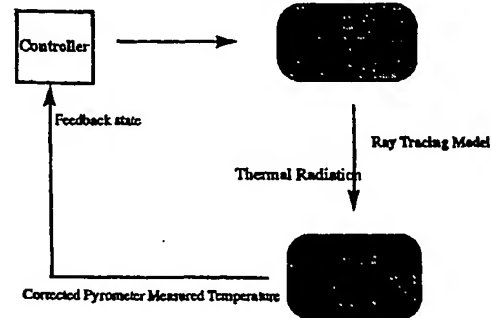 Controller
Feedback state
Ray Tracing Model
Thermal Radiation
Corrected Pyrometer Measured Temperature